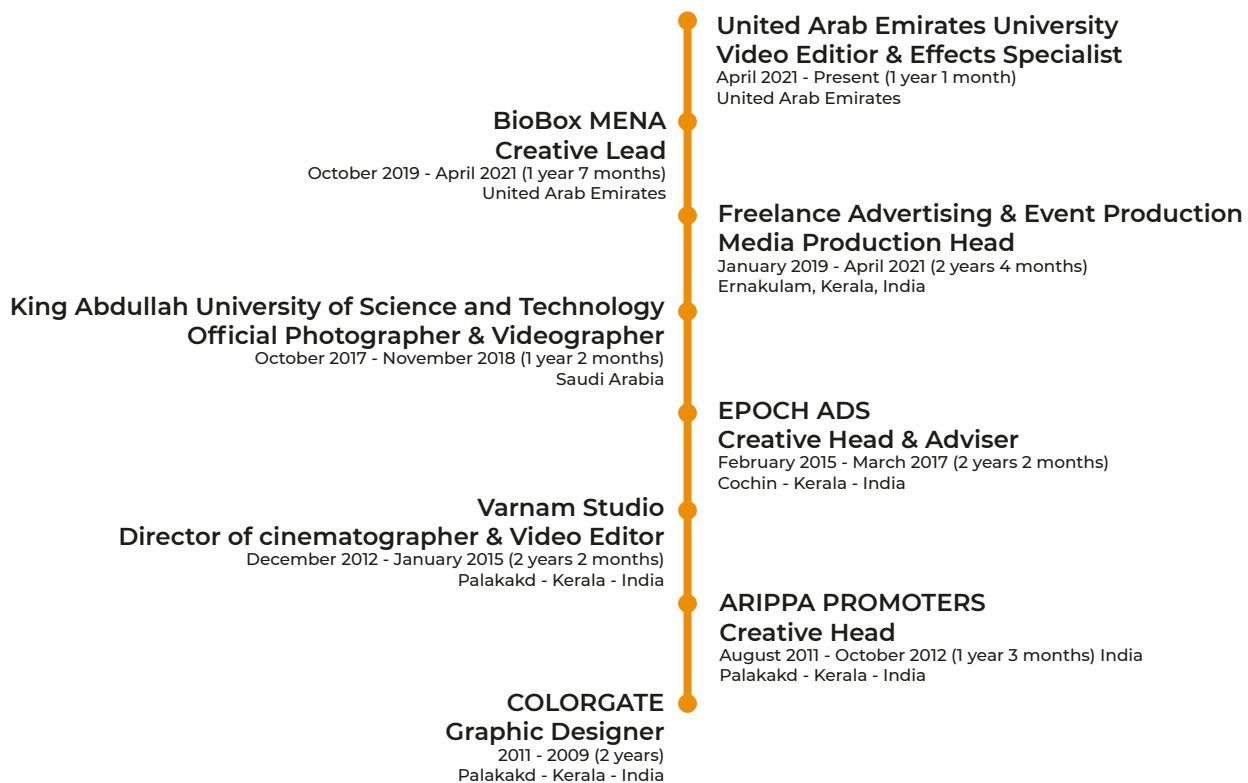 United Arab Emirates University
Video Editior & Effects Specialist
April 2021 - Present (1 year 1 month)
United Arab Emirates
BioBox MENA
Creative Lead
October 2019 - April 2021 (1 year 7 months)
United Arab Emirates
Freelance Advertising & Event Production
Media Production Head
January 2019 - April 2021 (2 years 4 months)
Ernakulam, Kerala, India
King Abdullah University of Science and Technology
Official Photographer & Videographer
October 2017 - November 2018 (1 year 2 months)
Saudi Arabia
EPOCH ADS
Creative Head & Adviser
February 2015 - March 2017 (2 years 2 months)
Cochin - Kerala - India
Varnam Studio
Director of cinematographer & Video Editor
December 2012 - January 2015 (2 years 2 months)
Palakakd - Kerala - India
ARIPPA PROMOTERS
Creative Head
August 2011 - October 2012 (1 year 3 months) India
Palakakd - Kerala - India
COLORGATE
Graphic Designer
2011 - 2009 (2 years)
Palakakd - Kerala - India